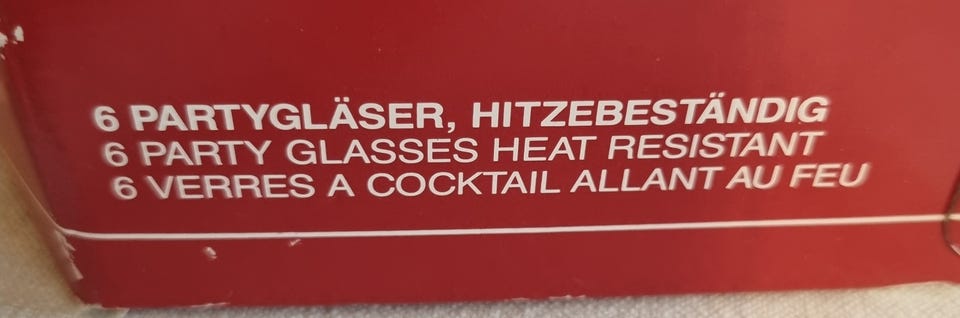 6 PARTYGLÄSER, HITZEBESTÄNDIG
6 PARTY GLASSES HEAT RESISTANT
6 VERRES A COCKTAIL ALLANT AU FEU